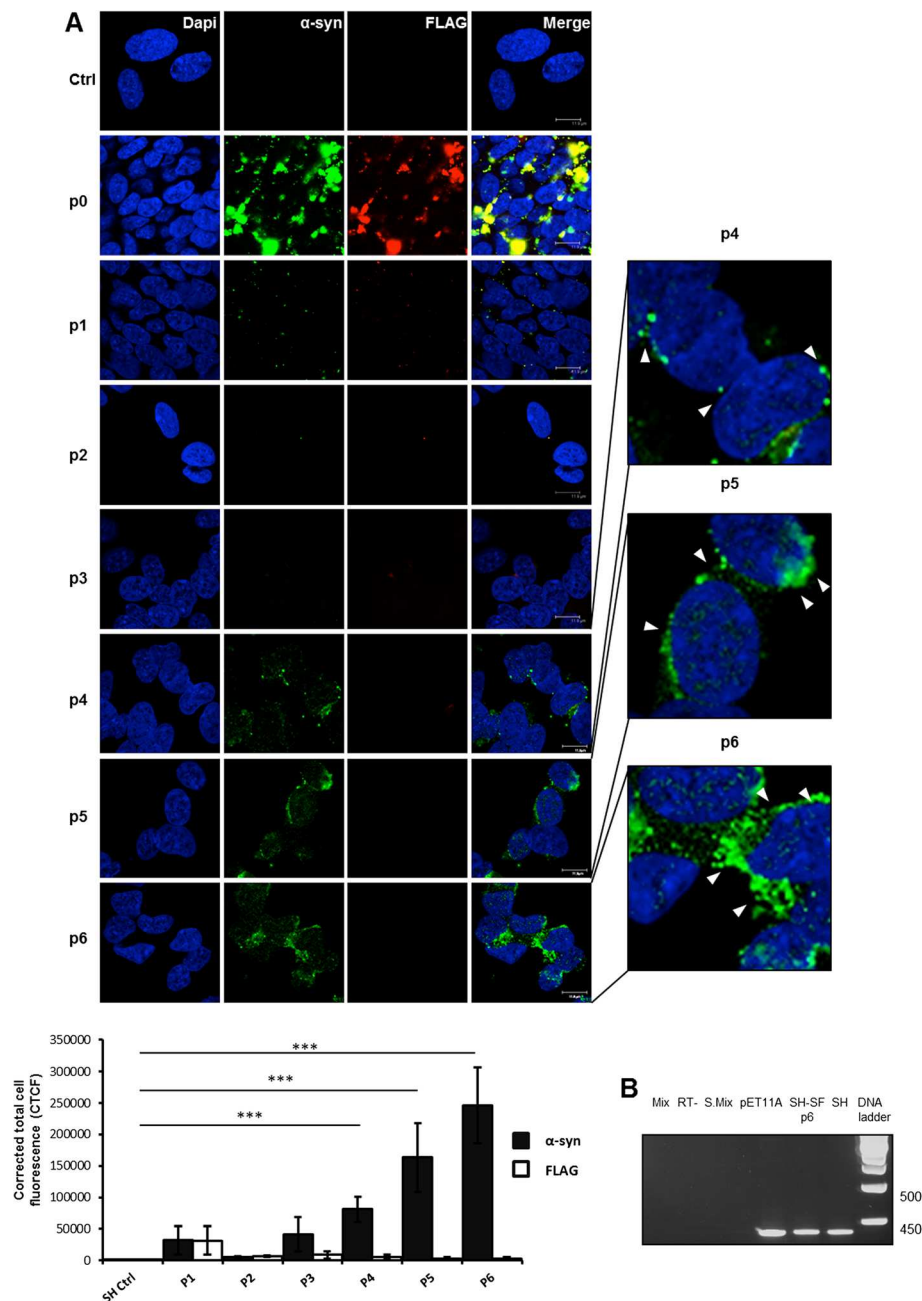 A
Dapi α-syn FLAG Merge
Ctrl
p0
p1
p2
p3
p4
p5
p6
p4
p5
p6
Corrected total cell
fluorescence (CTCF)
350000
300000
250000
200000
150000
100000
50000
0
***
***
***
α-syn
FLAG
SH Ctrl P1 P2 P3 P4 P5 P6
B
Mix RT- S.Mix pET11A SH-SF p6 SH DNA ladder
500
450